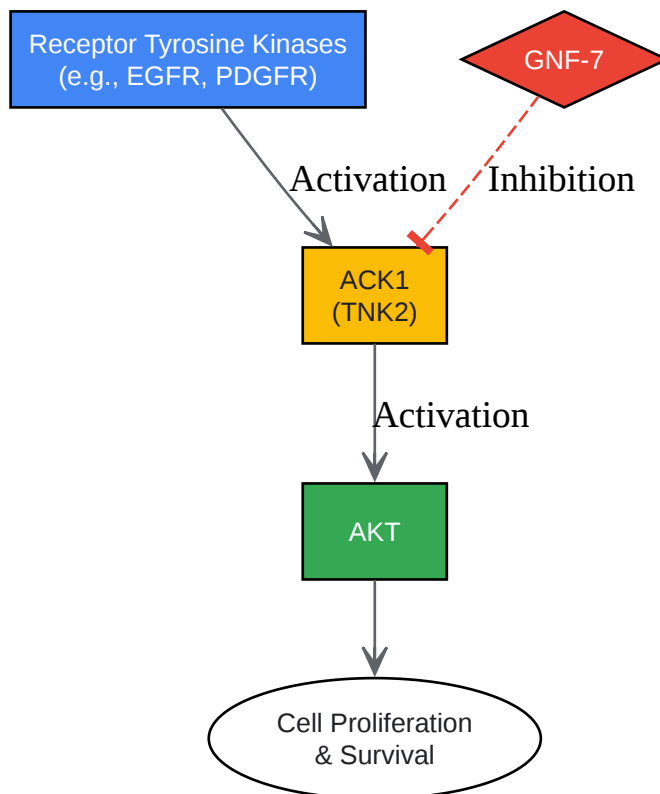 Receptor Tyrosine Kinases
(e.g., EGFR, PDGFR)
GNF-7
Activation
Inhibition
ACK1
(TNK2)
Activation
AKT
Cell Proliferation
& Survival